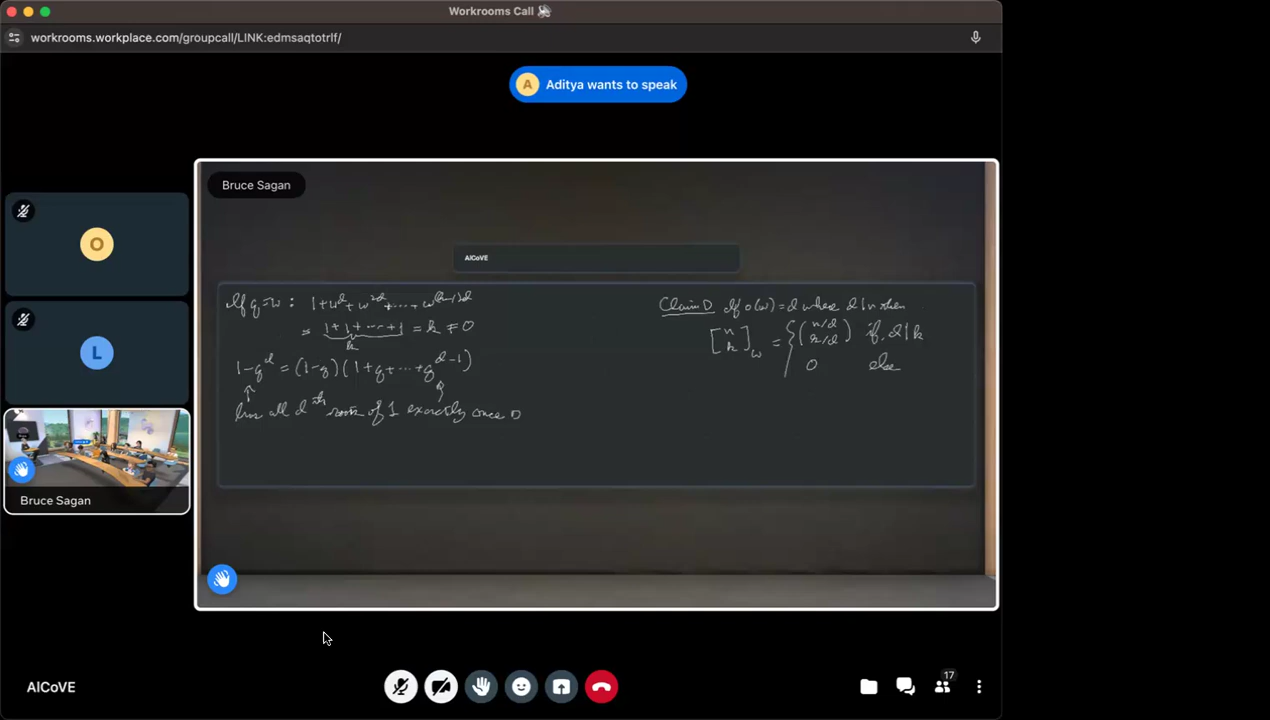 Workrooms Call
workrooms.workplace.com/groupcall/LINK:edmsaqtotrlf/
A Aditya wants to speak
Bruce Sagan
AICoVE
If q=w: 1+w^d+w^{2d}+....+w^{(k-1)d}
= 1+1+...+1 = k ≠ 0
k
1-q^d = (1-q)(1+q+...+q^{d-1})
↑ ↑
has all d^{th} roots of 1 exactly once □
Claim D If o(w)=d where d|n then
[n k]_w = { (n/d k/d) if d|k
0 else
O
L
Bruce Sagan
AICoVE
17